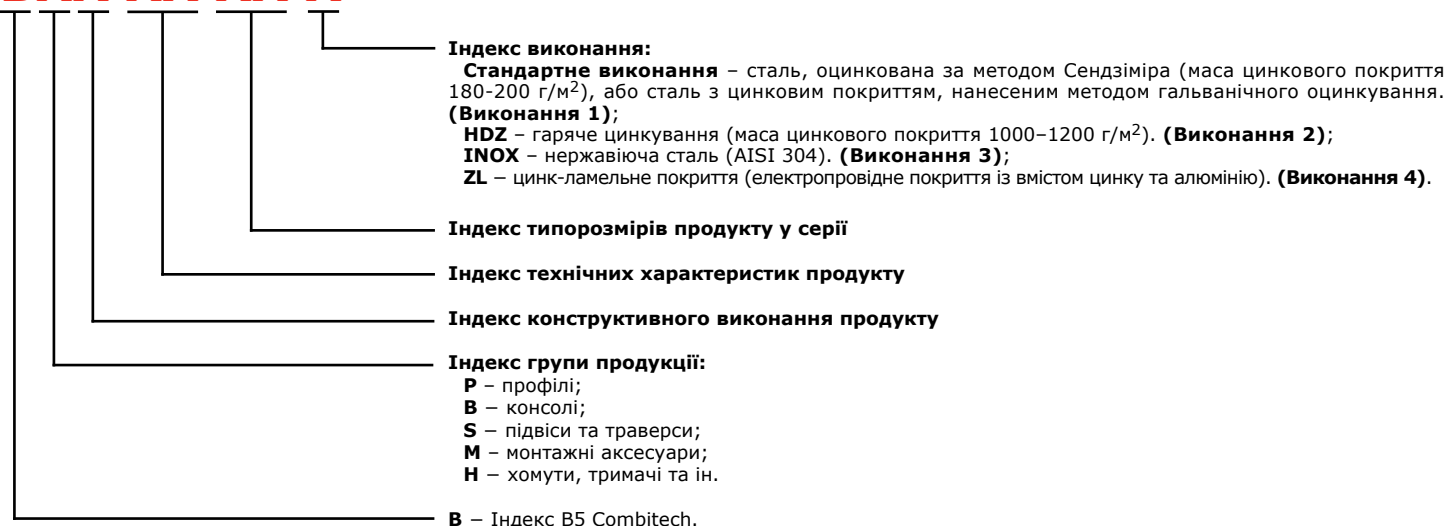 Індекс виконання:
Стандартне виконання – сталь, оцинкована за методом Сендзіміра (маса цинкового покриття
180-200 г/м²), або сталь з цинковим покриттям, нанесеним методом гальванічного оцинкування.
(Виконання 1);
HDZ – гаряче цинкування (маса цинкового покриття 1000–1200 г/м²). (Виконання 2);
INOX – нержавіюча сталь (AISI 304). (Виконання 3);
ZL – цинк-ламельне покриття (електропровідне покриття із вмістом цинку та алюмінію). (Виконання 4).
Індекс типорозмірів продукту у серії
Індекс технічних характеристик продукту
Індекс конструктивного виконання продукту
Індекс групи продукції:
P – профілі;
B – консолі;
S – підвіси та траверси;
M – монтажні аксесуари;
H – хомути, тримачі та ін.
B – Індекс B5 Combitech.